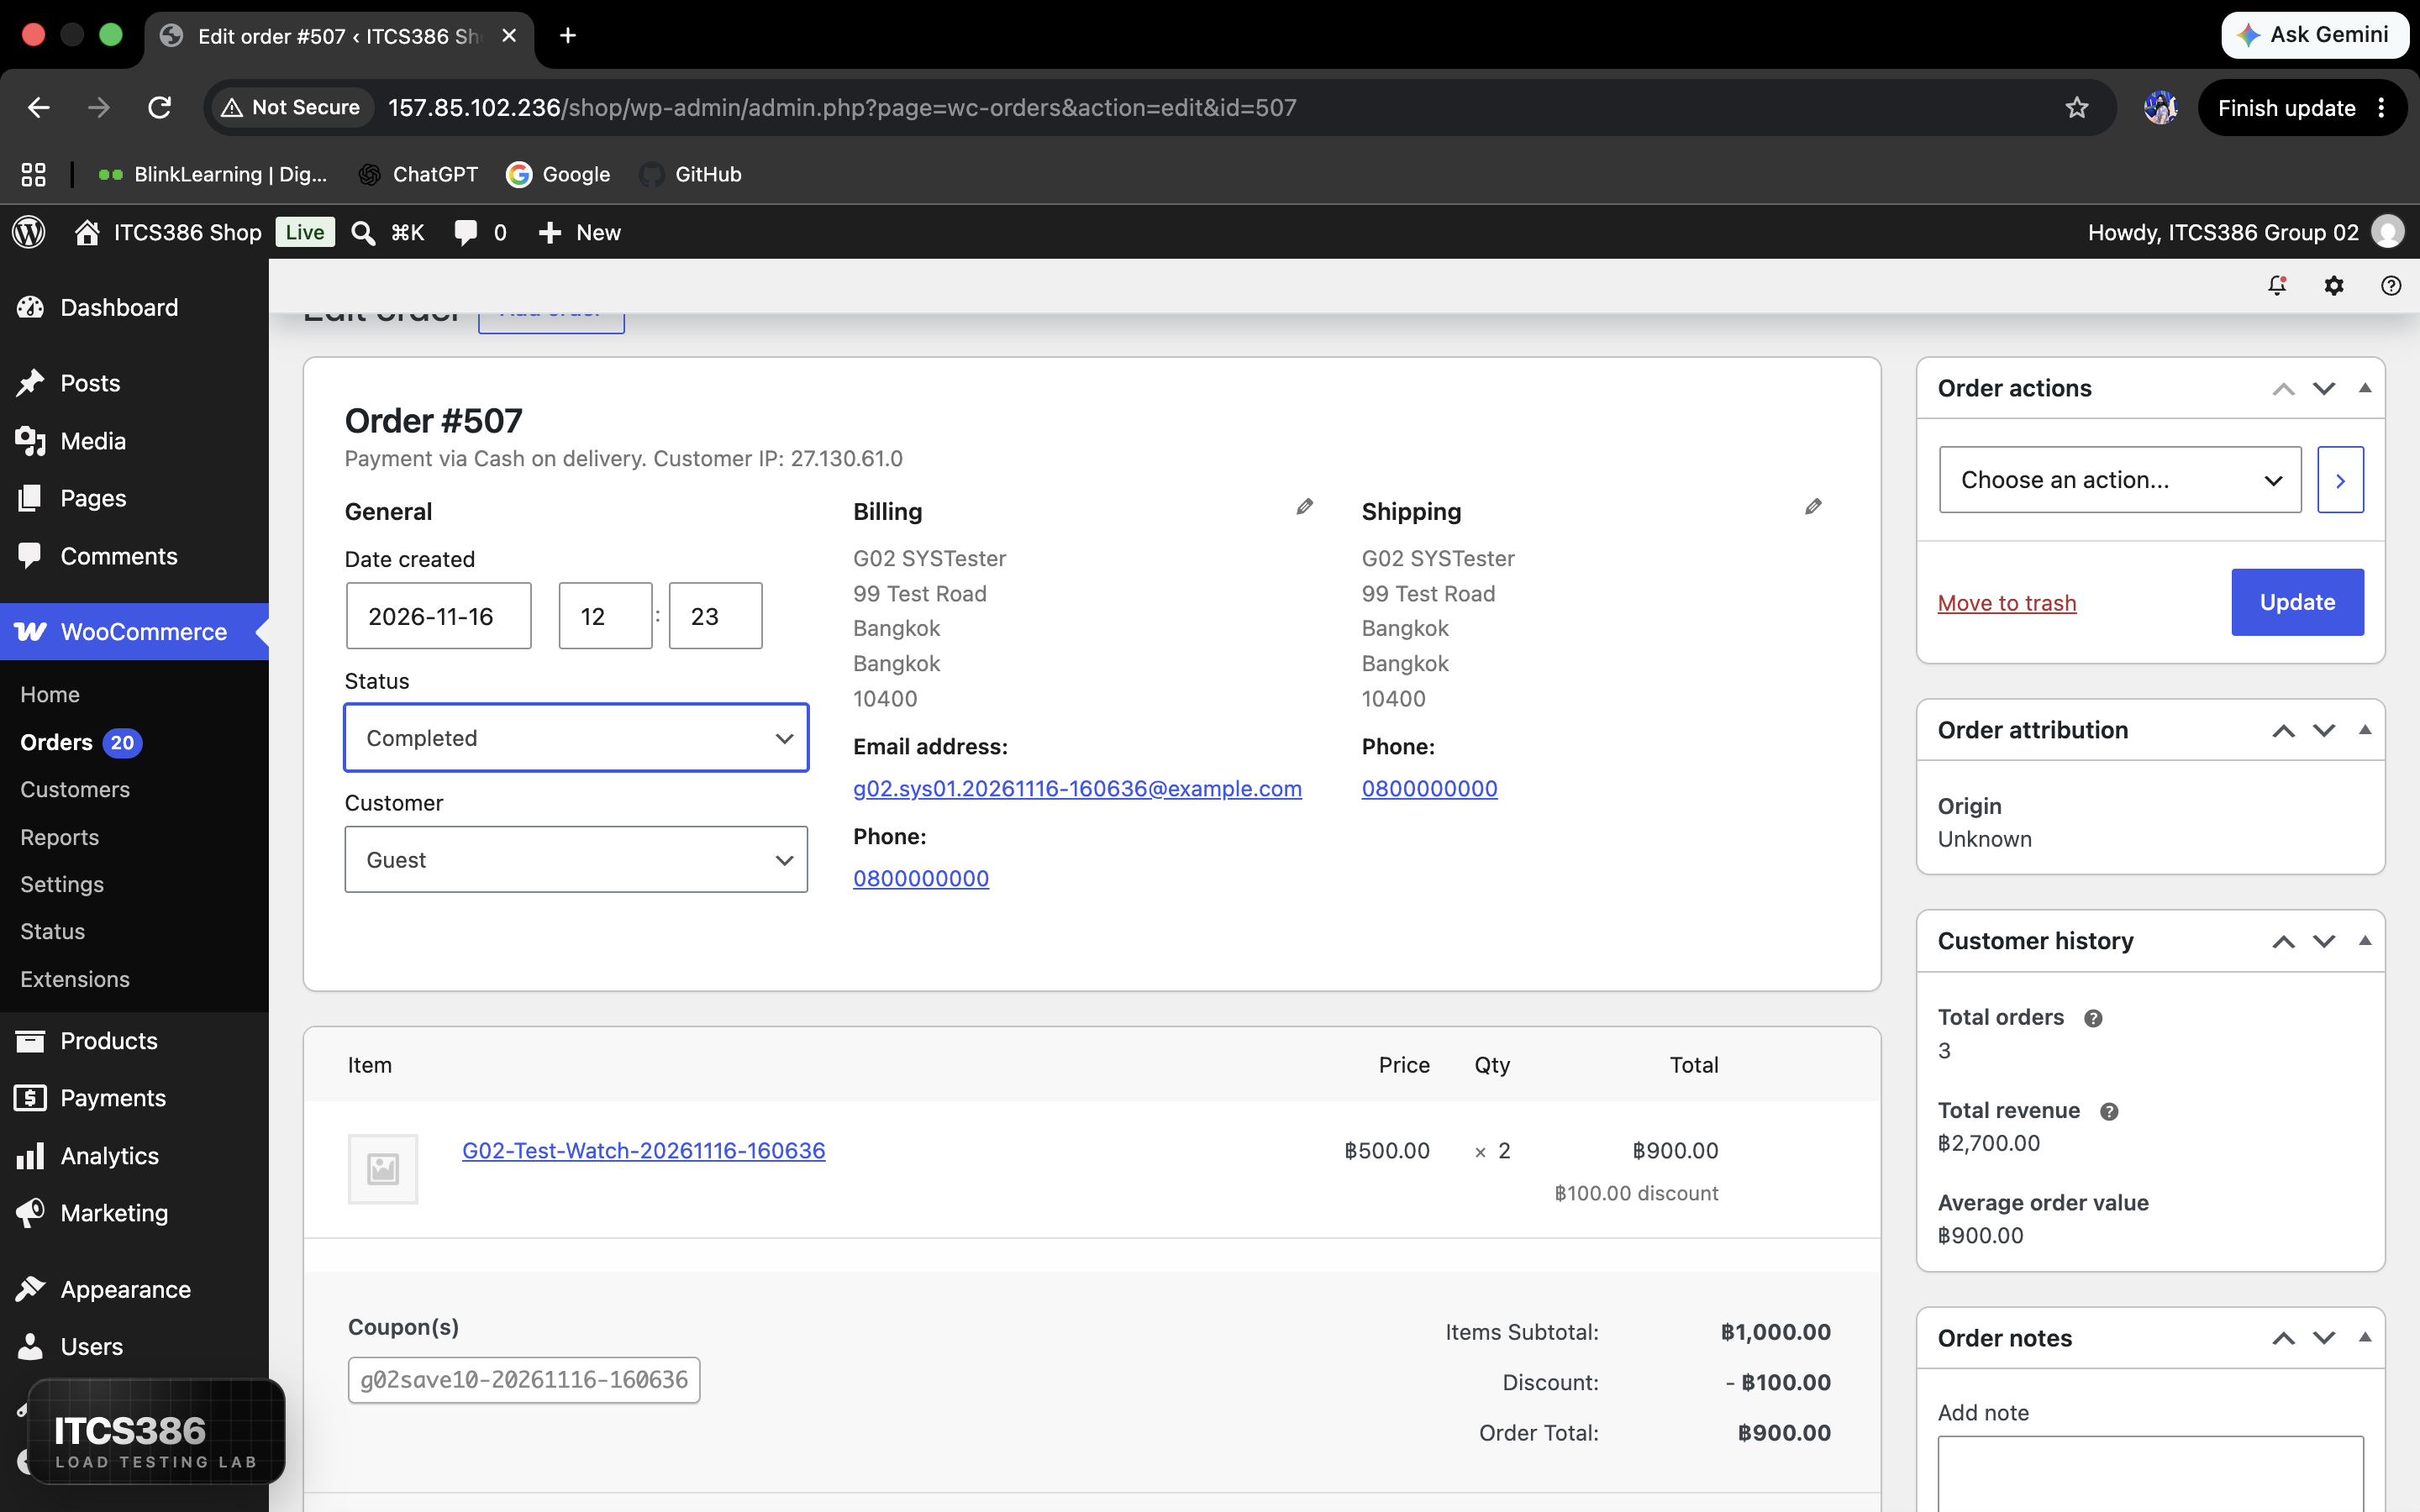 Edit order #507 ‹ ITCS386 Sh
Ask Gemini
Not Secure
157.85.102.236/shop/wp-admin/admin.php?page=wc-orders&action=edit&id=507
Finish update
BlinkLearning | Dig...
ChatGPT
Google
GitHub
ITCS386 Shop
Live
⌘K
0
New
Howdy, ITCS386 Group 02
Dashboard
Posts
Media
Pages
Comments
WooCommerce
Home
Orders 20
Customers
Reports
Settings
Status
Extensions
Products
Payments
Analytics
Marketing
Appearance
Users
ITCS386
LOAD TESTING LAB
Edit order
Add order
Order #507
Payment via Cash on delivery. Customer IP: 27.130.61.0
General
Date created
2026-11-16
12 : 23
Status
Completed
Customer
Guest
Billing
G02 SYSTester
99 Test Road
Bangkok
Bangkok
10400
Email address:
g02.sys01.20261116-160636@example.com
Phone:
0800000000
Shipping
G02 SYSTester
99 Test Road
Bangkok
Bangkok
10400
Phone:
0800000000
Item Price Qty Total
G02-Test-Watch-20261116-160636 ฿500.00 × 2 ฿900.00
฿100.00 discount
Coupon(s)
g02save10-20261116-160636
Items Subtotal: ฿1,000.00
Discount: - ฿100.00
Order Total: ฿900.00
Order actions
Choose an action...
Move to trash
Update
Order attribution
Origin
Unknown
Customer history
Total orders
3
Total revenue
฿2,700.00
Average order value
฿900.00
Order notes
Add note